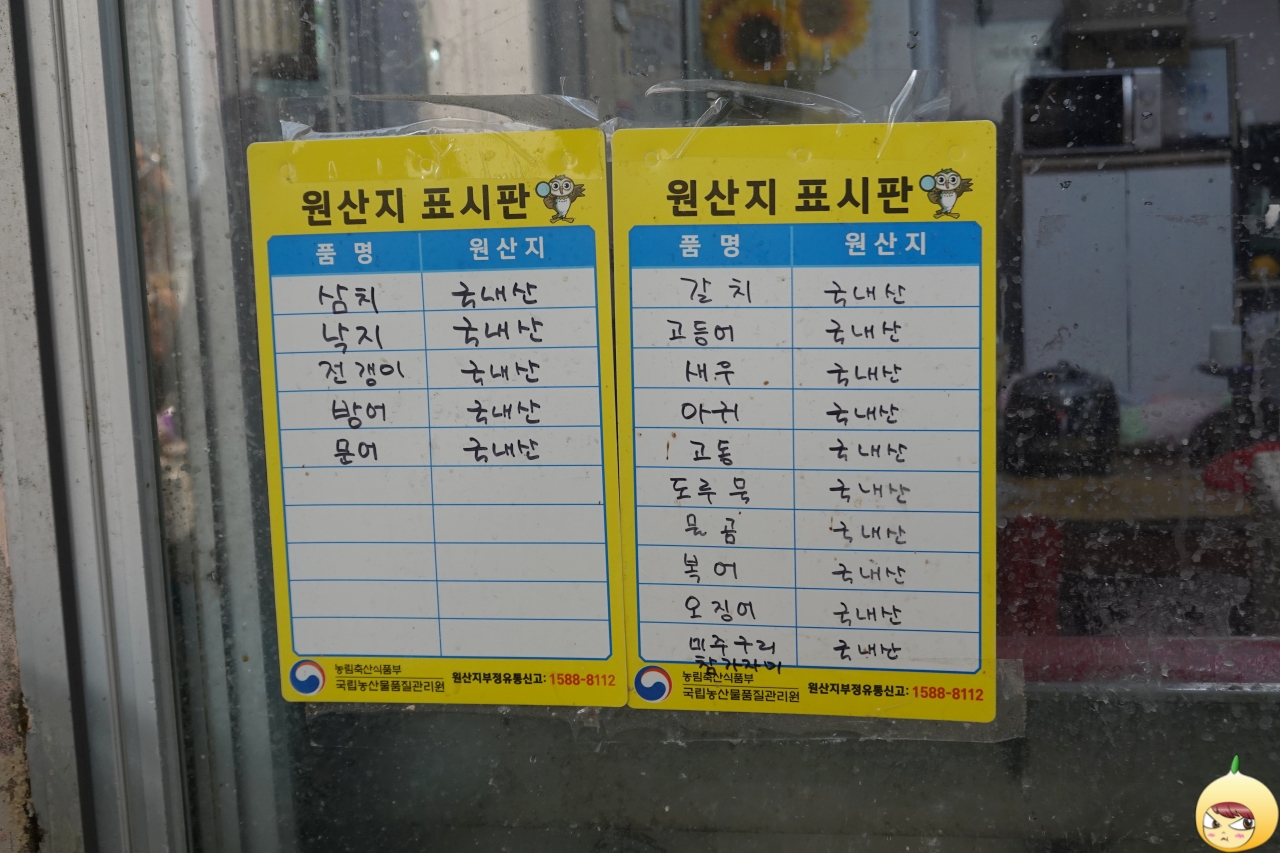 원산지 표시판
품 명 원산지
삼치 국내산
낙지 국내산
전갱이 국내산
방어 국내산
문어 국내산
농림축산식품부
국립농산물품질관리원
원산지부정유통신고: 1588-8112
원산지 표시판
품 명 원산지
갈치 국내산
고등어 국내산
새우 국내산
아귀 국내산
고동 국내산
도루묵 국내산
물곰 국내산
복어 국내산
오징어 국내산
미주구리 국내산
참가자미
농림축산식품부
국립농산물품질관리원
원산지부정유통신고: 1588-8112